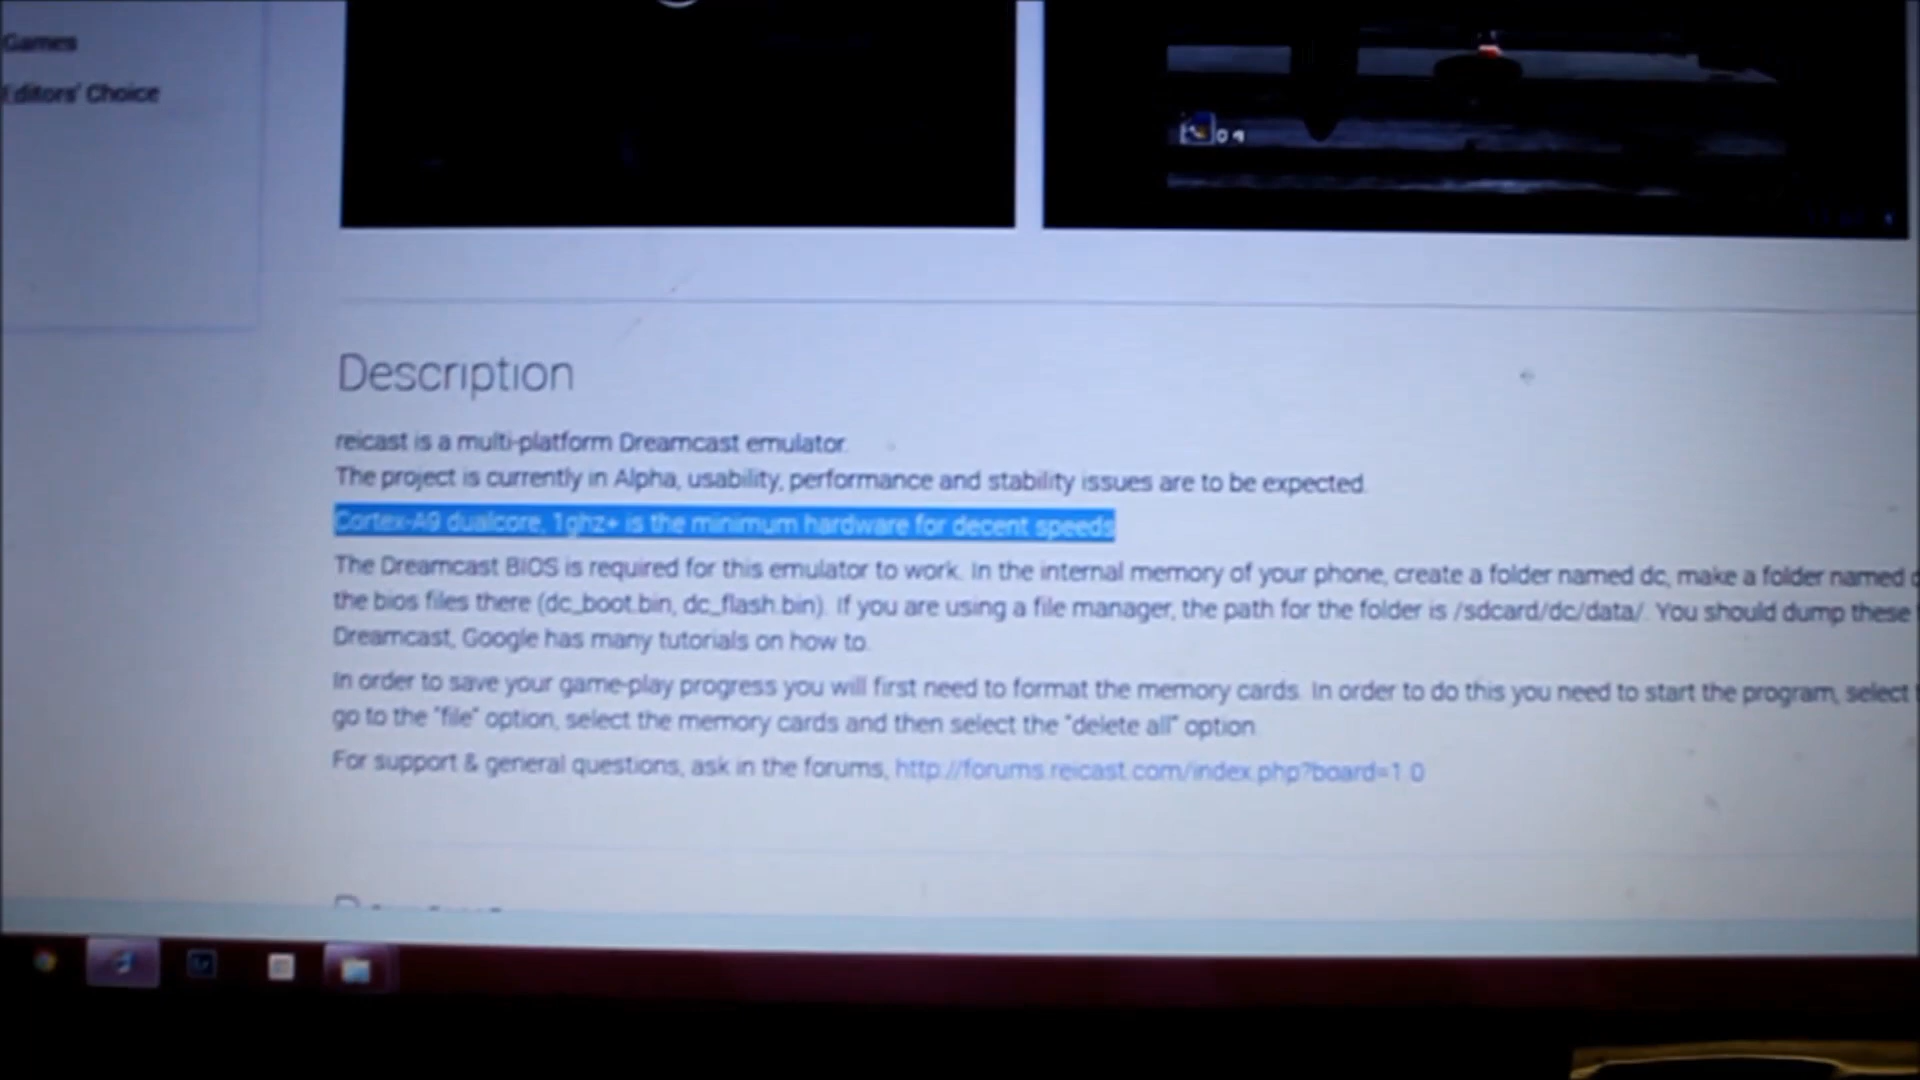 Games
Editors' Choice
Description
reicast is a multi-platform Dreamcast emulator.
The project is currently in Alpha, usability, performance and stability issues are to be expected.
Cortex-A9 dualcore, 1ghz+ is the minimum hardware for decent speeds
The Dreamcast BIOS is required for this emulator to work. In the internal memory of your phone, create a folder named dc, make a folder named
the bios files there (dc_boot.bin, dc_flash.bin). If you are using a file manager, the path for the folder is /sdcard/dc/data/. You should dump these
Dreamcast, Google has many tutorials on how to.
In order to save your game-play progress you will first need to format the memory cards. In order to do this you need to start the program, select
go to the "file" option, select the memory cards and then select the "delete all" option.
For support & general questions, ask in the forums, http://forums.reicast.com/index.php?board=1.0